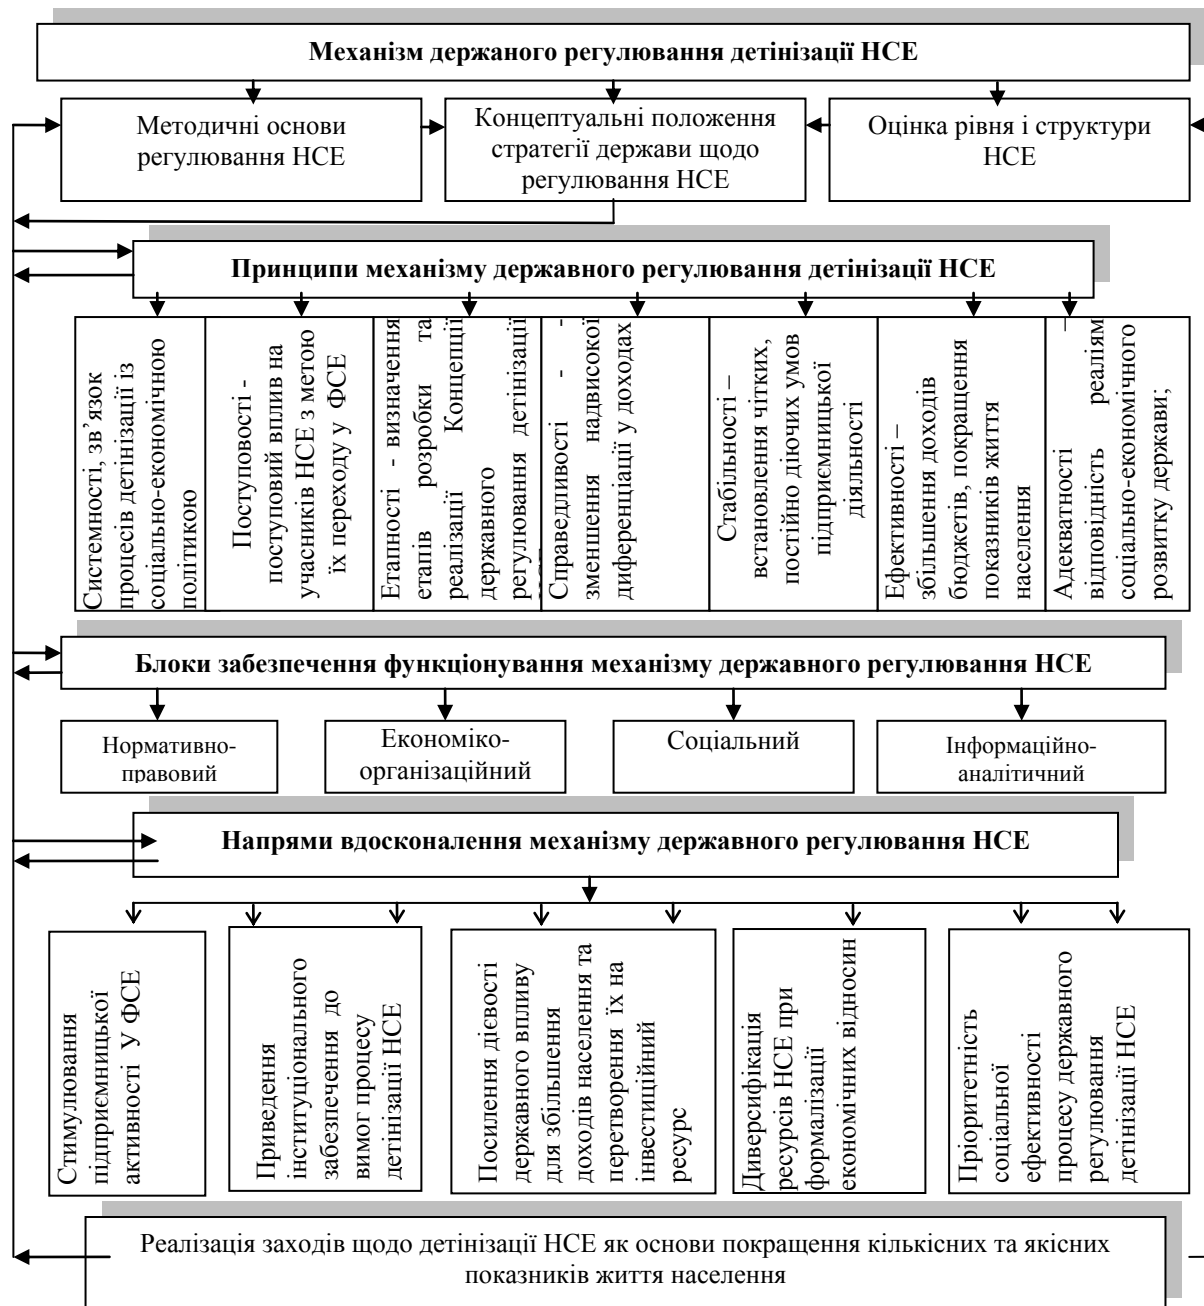 Механізм держаного регулювання детінізації НСЕ
Методичні основи
регулювання НСЕ
Концептуальні положення
стратегії держави щодо
регулювання НСЕ
Оцінка рівня і структури
НСЕ
Принципи механізму державного регулювання детінізації НСЕ
Системності, зв’язок
процесів детінізації із
соціально-економічною
політикою
Поступовості -
поступовий вплив на
учасників НСЕ з метою
їх переходу у ФСЕ
Етапності - визначення
етапів розробки та
реалізації Концепції
державного
регулювання детінізації
Справедливості - -
зменшення надвисокої
диференціації у доходах
Стабільності –
встановлення чітких,
постійно діючих умов
підприємницької
діяльності
Ефективності –
збільшення доходів
бюджетів, покращення
показників життя
населення
Адекватності –
відповідність реаліям
соціально-економічного
розвитку держави;
Блоки забезпечення функціонування механізму державного регулювання НСЕ
Нормативно-
правовий
Економіко-
організаційний
Соціальний
Інформаційно-
аналітичний
Напрями вдосконалення механізму державного регулювання НСЕ
Стимулювання
підприємницької
активності У ФСЕ
Приведення
інституціонального
забезпечення до
вимог процесу
детінізації НСЕ
Посилення дієвості
державного впливу
для збільшення
доходів населення та
перетворення їх на
інвестиційний
ресурс
Диверсифікація
ресурсів НСЕ при
формалізації
економічних відносин
Пріоритетність
соціальної
ефективності
процесу державного
регулювання
детінізації НСЕ
Реалізація заходів щодо детінізації НСЕ як основи покращення кількісних та якісних
показників життя населення